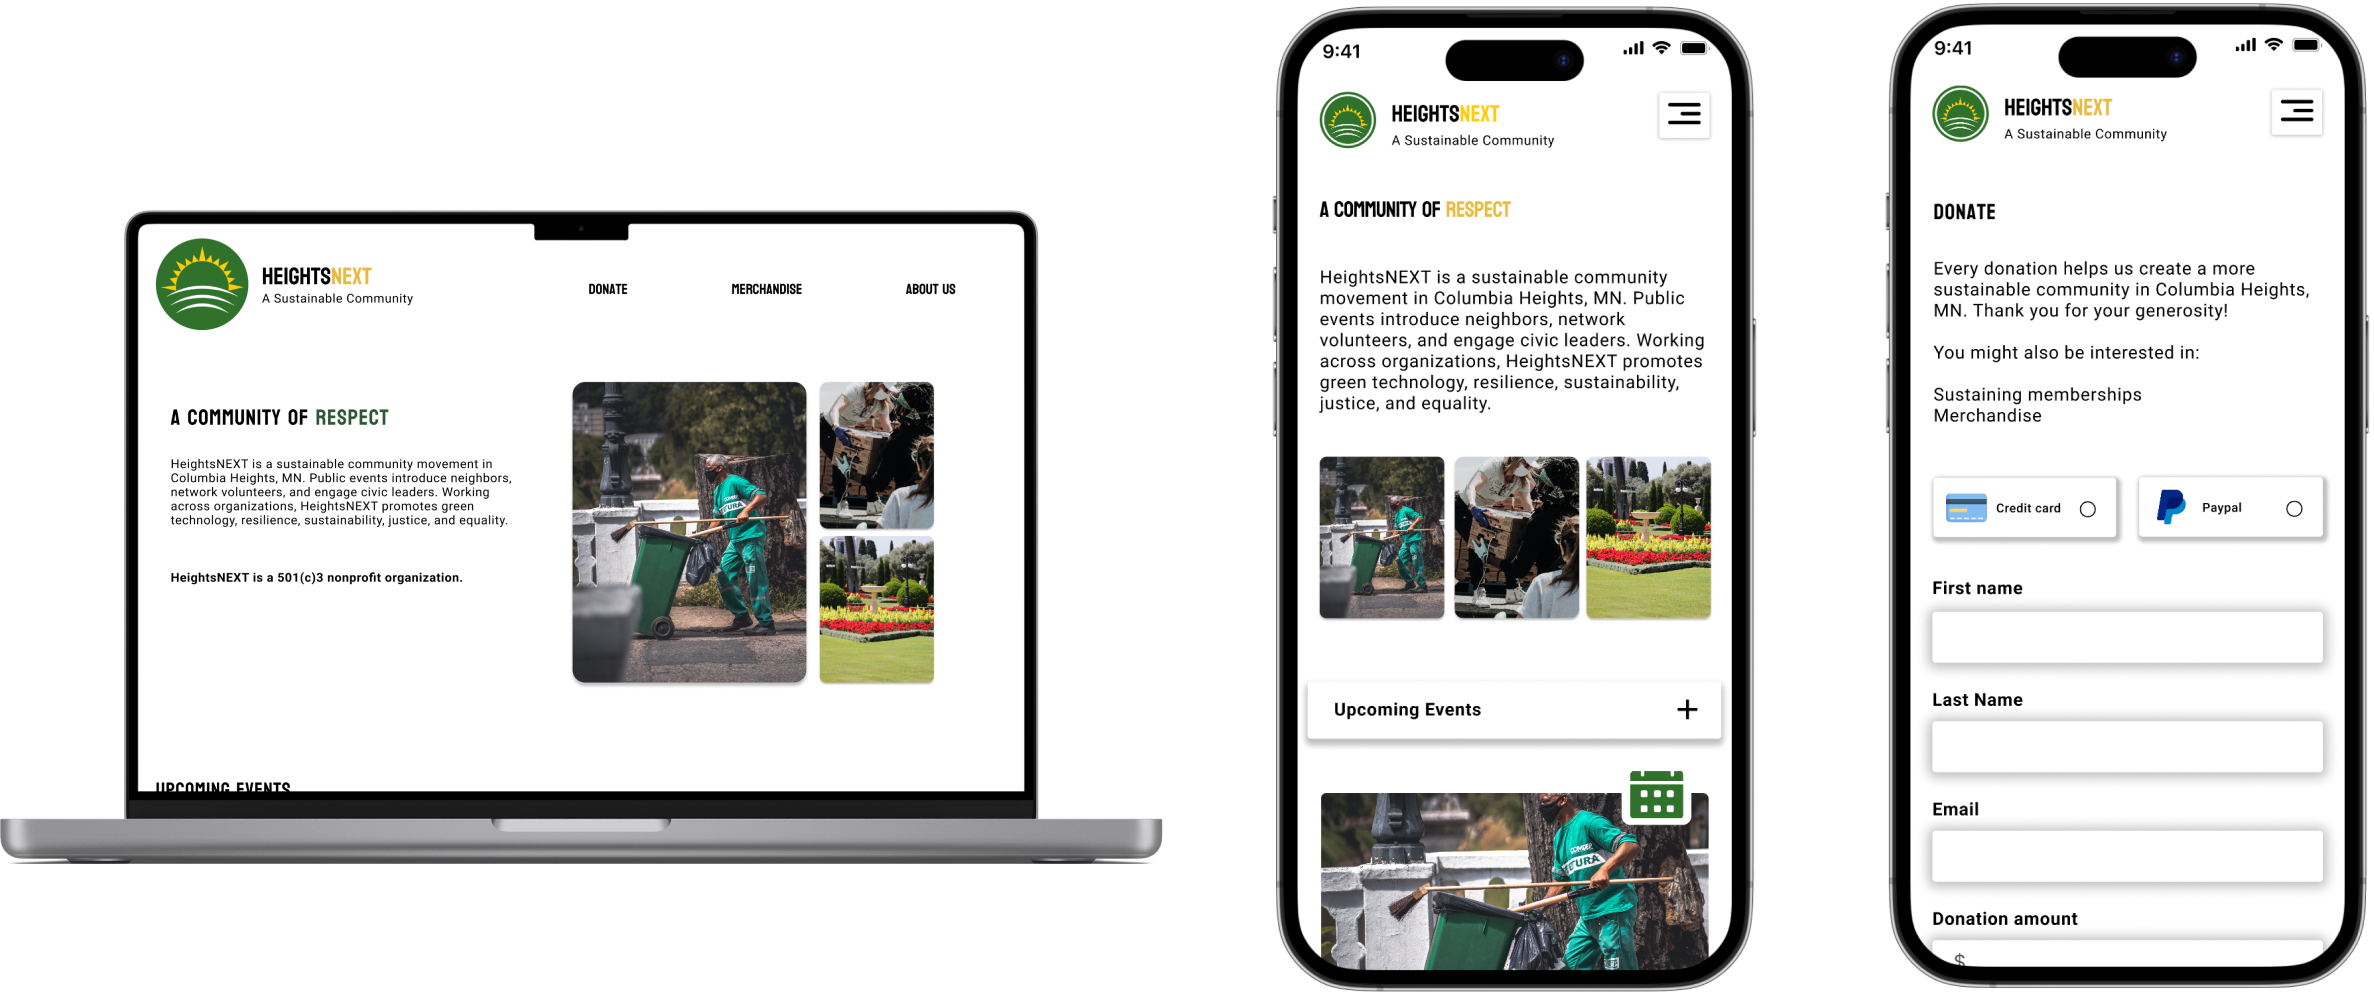 HEIGHTSNEXT
A Sustainable Community
DONATE
MERCHANDISE
ABOUT US
A COMMUNITY OF RESPECT
HeightsNEXT is a sustainable community movement in
Columbia Heights, MN. Public events introduce neighbors,
network volunteers, and engage civic leaders. Working
across organizations, HeightsNEXT promotes green
technology, resilience, sustainability, justice, and equality.
HeightsNEXT is a 501(c)3 nonprofit organization.
UPCOMING EVENTS
9:41
HEIGHTSNEXT
A Sustainable Community
A COMMUNITY OF RESPECT
HeightsNEXT is a sustainable community
movement in Columbia Heights, MN. Public
events introduce neighbors, network
volunteers, and engage civic leaders. Working
across organizations, HeightsNEXT promotes
green technology, resilience, sustainability,
justice, and equality.
Upcoming Events
9:41
HEIGHTSNEXT
A Sustainable Community
DONATE
Every donation helps us create a more
sustainable community in Columbia Heights,
MN. Thank you for your generosity!
You might also be interested in:
Sustaining memberships
Merchandise
Credit card
Paypal
First name
Last Name
Email
Donation amount
$